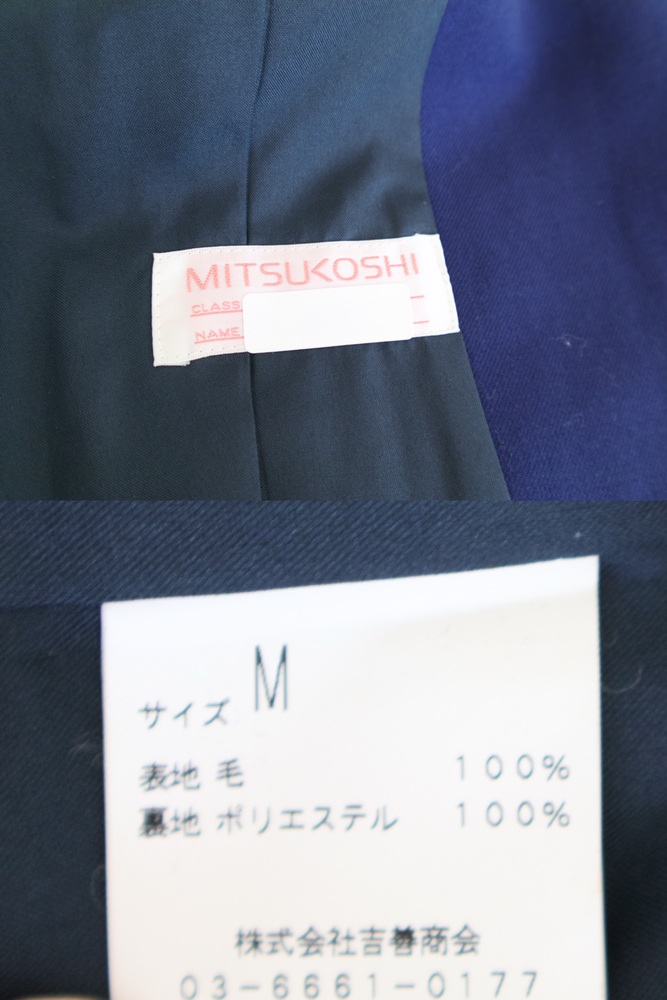 MITSUKOSHI
CLASS
NAME
サイズ M
表地 毛 100%
裏地 ポリエステル 100%
株式会社吉善商会
03-6661-0177